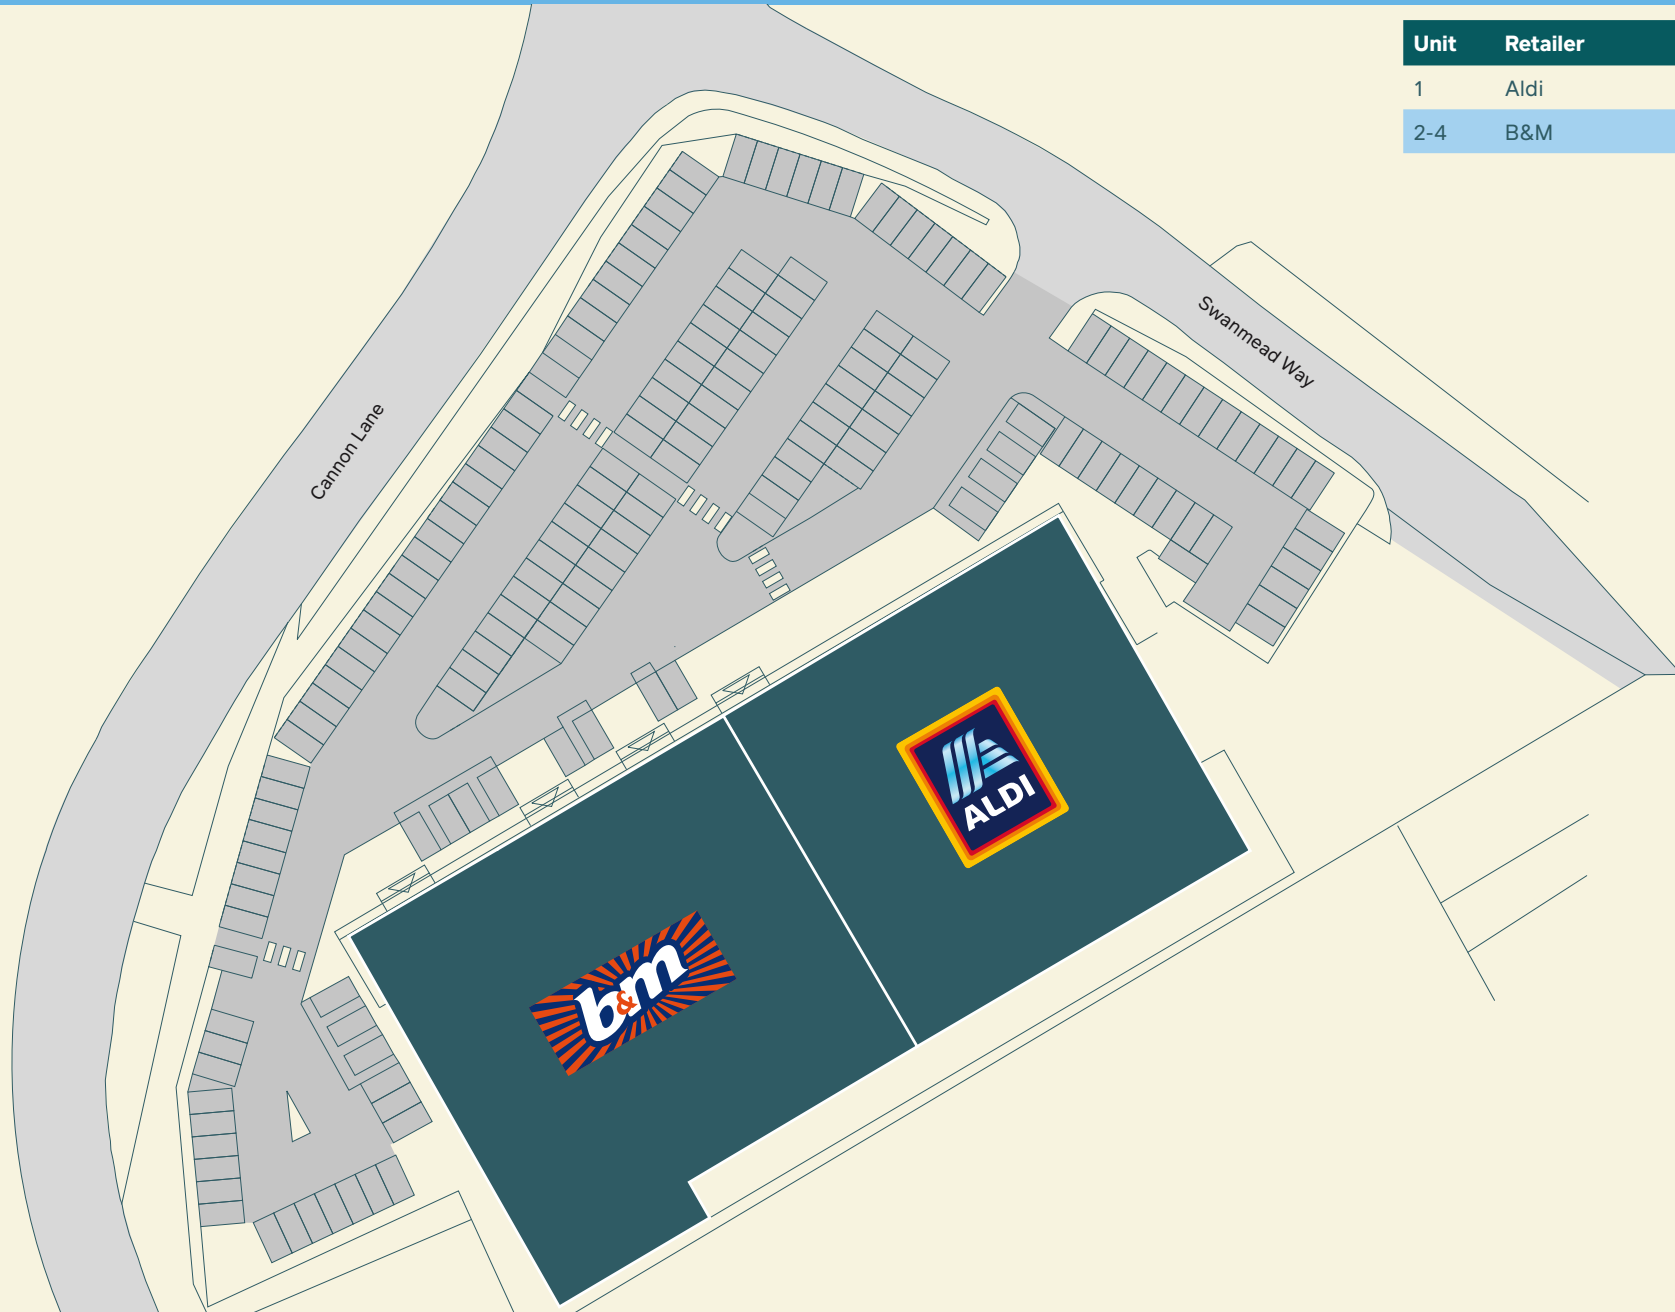 Unit Retailer
1 Aldi
2-4 B&M
Swanmead Way
Cannon Lane
ALDI
b&m